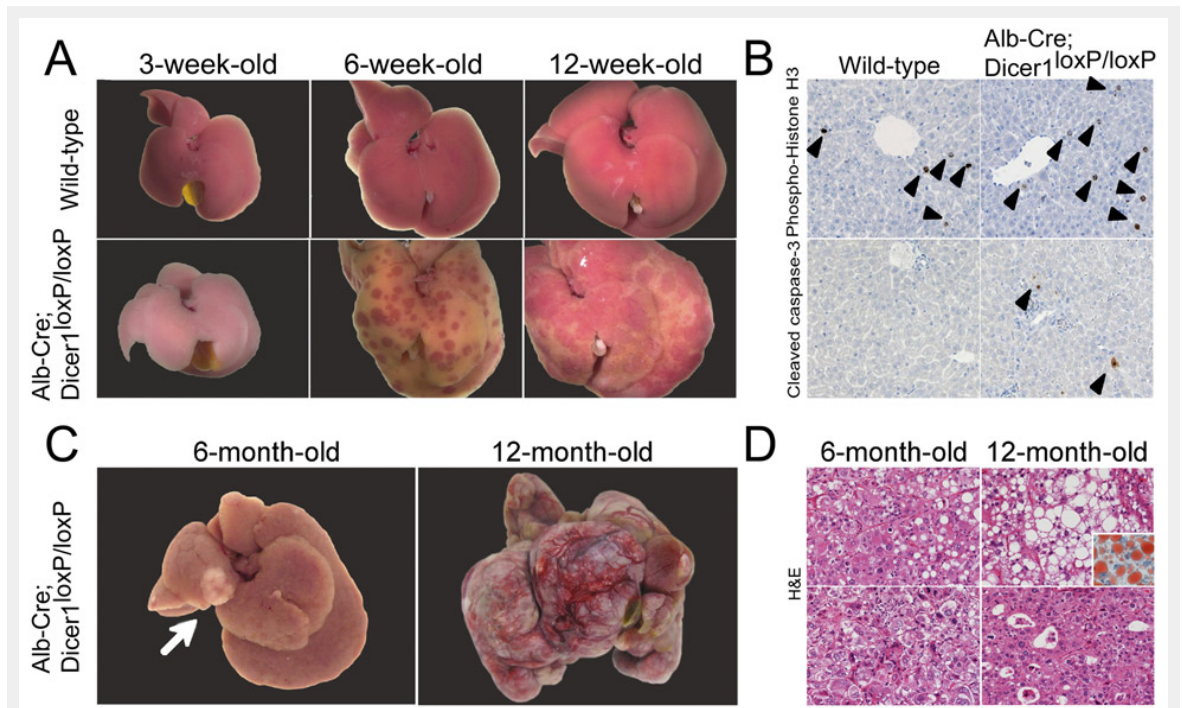 A
3-week-old
6-week-old
12-week-old
Wild-type
Alb-Cre;
Dicer1loxP/loxP
B
Wild-type
Alb-Cre;
Dicer1loxP/loxP
Phospho-Histone H3
Cleaved caspase-3
C
6-month-old
12-month-old
Alb-Cre;
Dicer1loxP/loxP
D
6-month-old
12-month-old
H&E